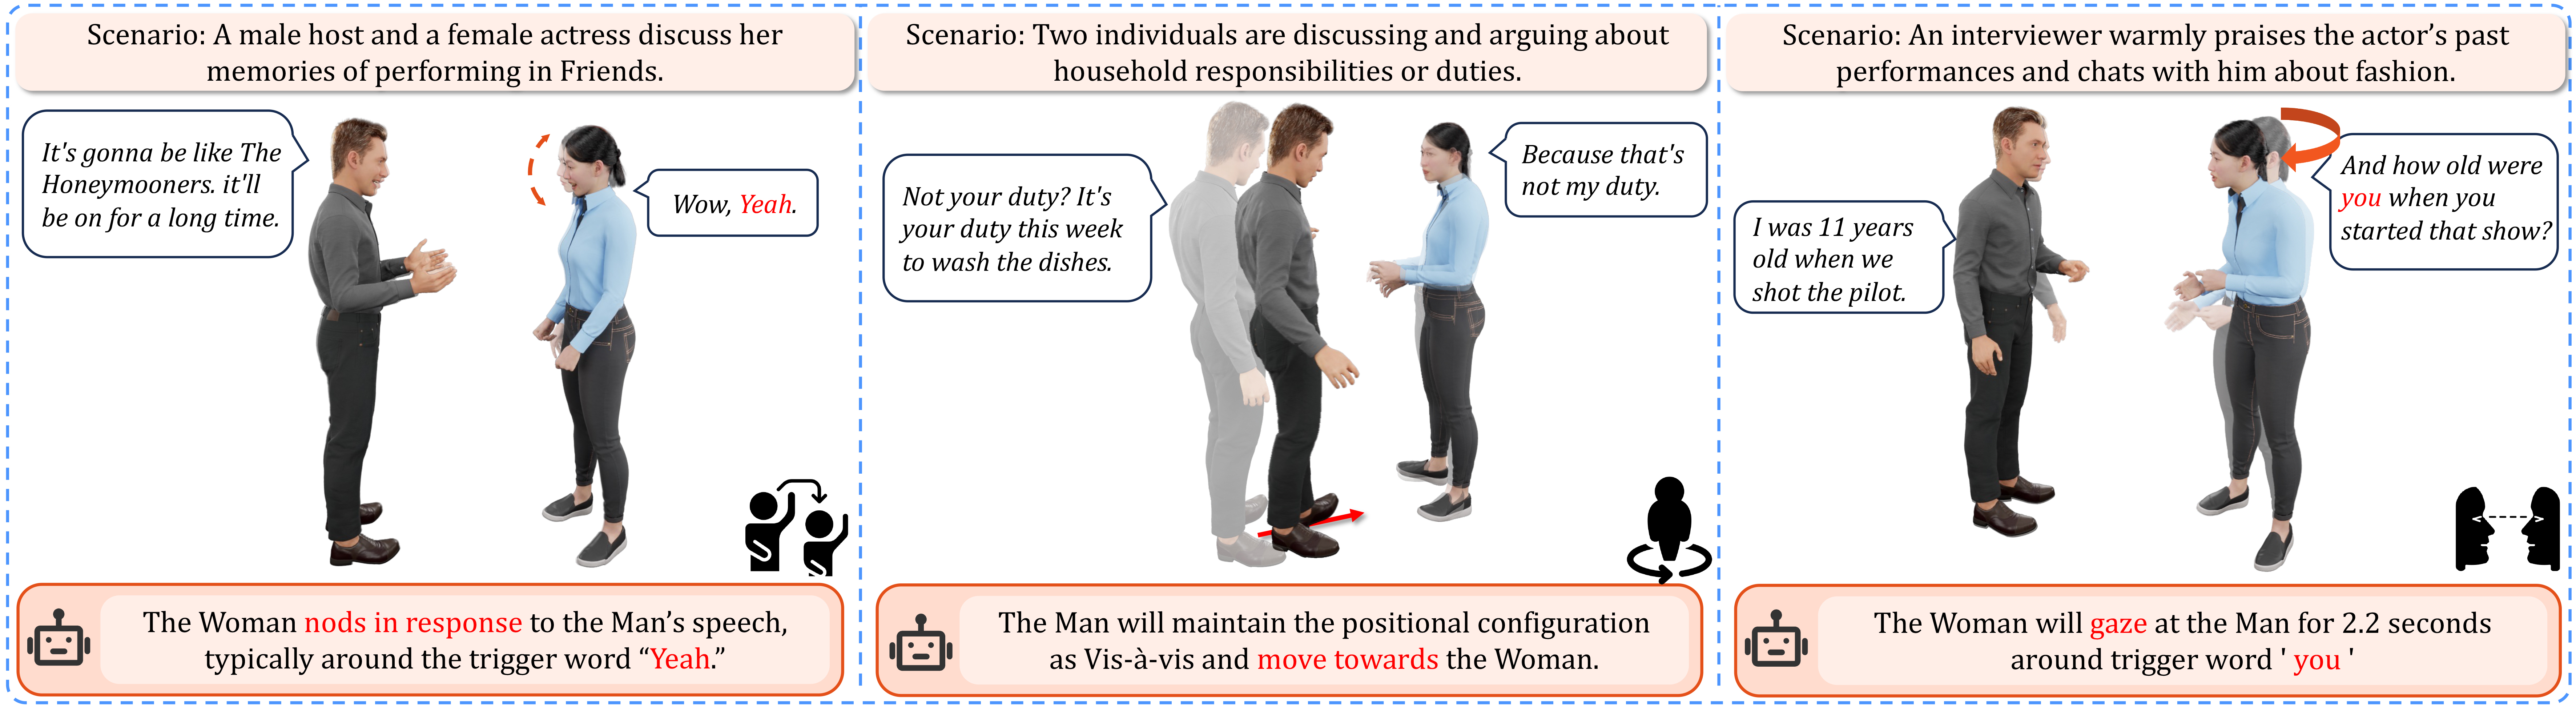 Scenario: A male host and a female actress discuss her
memories of performing in Friends.
It's gonna be like The
Honeymooners. it'll
be on for a long time.
Wow, Yeah.
The Woman nods in response to the Man's speech,
typically around the trigger word “Yeah.”
Scenario: Two individuals are discussing and arguing about
household responsibilities or duties.
Not your duty? It's
your duty this week
to wash the dishes.
Because that's
not my duty.
The Man will maintain the positional configuration
as Vis-à-vis and move towards the Woman.
Scenario: An interviewer warmly praises the actor's past
performances and chats with him about fashion.
I was 11 years
old when we
shot the pilot.
And how old were
you when you
started that show?
The Woman will gaze at the Man for 2.2 seconds
around trigger word ' you '